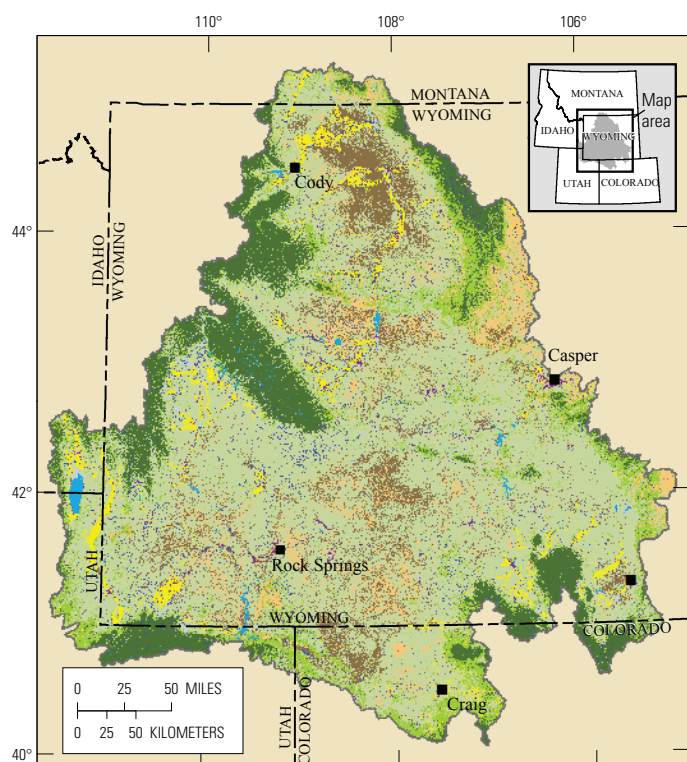 110°
108°
106°
MONTANA
WYOMING
MONTANA
Map
area
IDAHO
WYOMING
UTAH
COLORADO
Cody
44°
IDAHO
WYOMING
Casper
42°
UTAH
Rock Springs
WYOMING
COLORADO
0 25 50 MILES
0 25 50 KILOMETERS
UTAH
COLORADO
Craig
40°